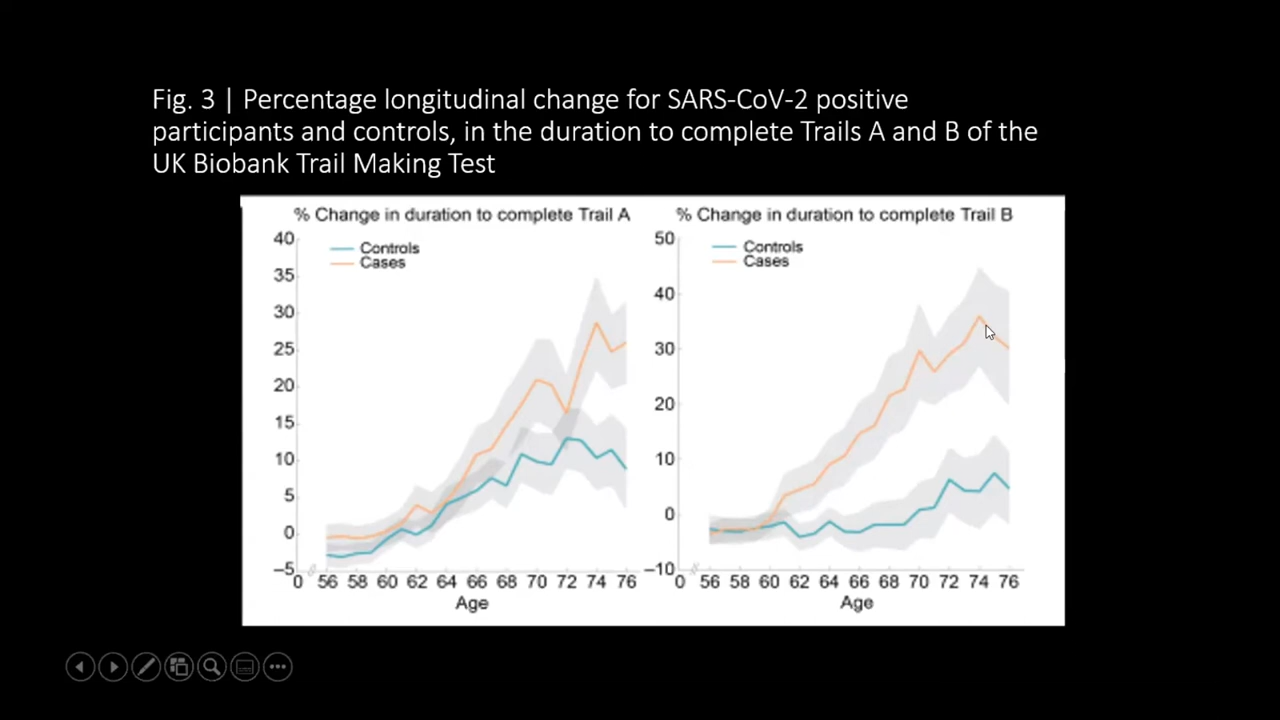 Fig. 3 | Percentage longitudinal change for SARS-CoV-2 positive
participants and controls, in the duration to complete Trails A and B of the
UK Biobank Trail Making Test
% Change in duration to complete Trail A
40
35
30
25
20
15
10
5
0
–5
Controls
Cases
0 56 58 60 62 64 66 68 70 72 74 76
Age
% Change in duration to complete Trail B
50
40
30
20
10
0
–10
Controls
Cases
0 56 58 60 62 64 66 68 70 72 74 76
Age